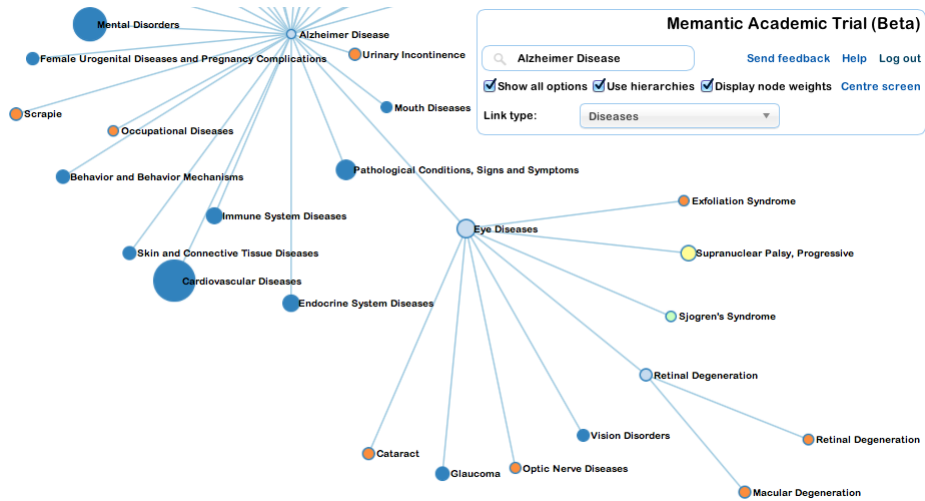 Memantic Academic Trial (Beta)
Alzheimer Disease
Send feedback Help Log out
Show all options Use hierarchies Display node weights Centre screen
Link type: Diseases
Mental Disorders
Alzheimer Disease
Female Urogenital Diseases and Pregnancy Complications
Urinary Incontinence
Mouth Diseases
Scrapie
Occupational Diseases
Pathological Conditions, Signs and Symptoms
Behavior and Behavior Mechanisms
Exfoliation Syndrome
Immune System Diseases
Eye Diseases
Skin and Connective Tissue Diseases
Supranuclear Palsy, Progressive
Cardiovascular Diseases
Endocrine System Diseases
Sjogren's Syndrome
Retinal Degeneration
Vision Disorders
Retinal Degeneration
Cataract
Glaucoma
Optic Nerve Diseases
Macular Degeneration